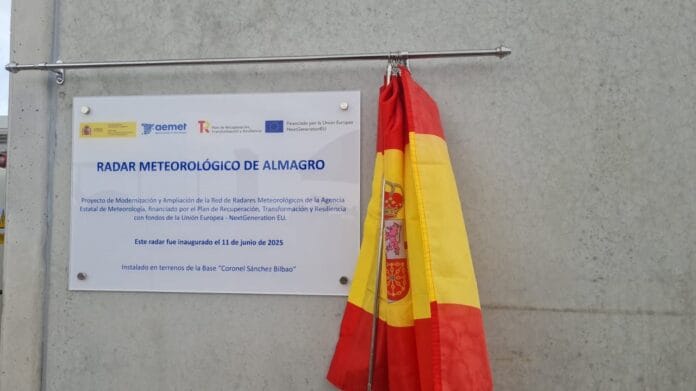 aemet
Plan de Recuperación,
Transformación y Resiliencia
Financiado por la Unión Europea
NextGenerationEU
RADAR METEOROLÓGICO DE ALMAGRO
Proyecto de Modernización y Ampliación de la Red de Radares Meteorológicos de la Agencia
Estatal de Meteorología, financiado por el Plan de Recuperación, Transformación y Resiliencia
con fondos de la Unión Europea - NextGeneration EU.
Este radar fue inaugurado el 11 de junio de 2025
Instalado en terrenos de la Base "Coronel Sánchez Bilbao"